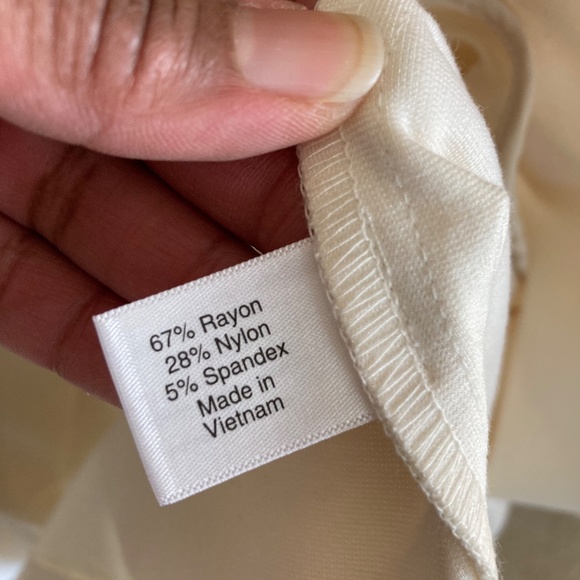 67% Rayon
28% Nylon
5% Spandex
Made in
Vietnam